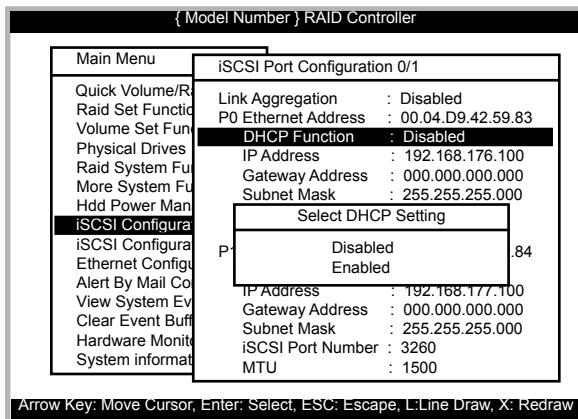 { Model Number } RAID Controller
Main Menu
Quick Volume/Ra
Raid Set Functio
Volume Set Fun
Physical Drives
Raid System Fu
More System Fu
Hdd Power Man
iSCSI Configura
iSCSI Configura
Ethernet Configu
Alert By Mail Co
View System Ev
Clear Event Buff
Hardware Monito
System informat
iSCSI Port Configuration 0/1
Link Aggregation : Disabled
P0 Ethernet Address : 00.04.D9.42.59.83
DHCP Function : Disabled
IP Address : 192.168.176.100
Gateway Address : 000.000.000.000
Subnet Mask : 255.255.255.000
Select DHCP Setting
Disabled
Enabled
P1 .84
IP Address : 192.168.177.100
Gateway Address : 000.000.000.000
Subnet Mask : 255.255.255.000
iSCSI Port Number : 3260
MTU : 1500
Arrow Key: Move Cursor, Enter: Select, ESC: Escape, L:Line Draw, X: Redraw